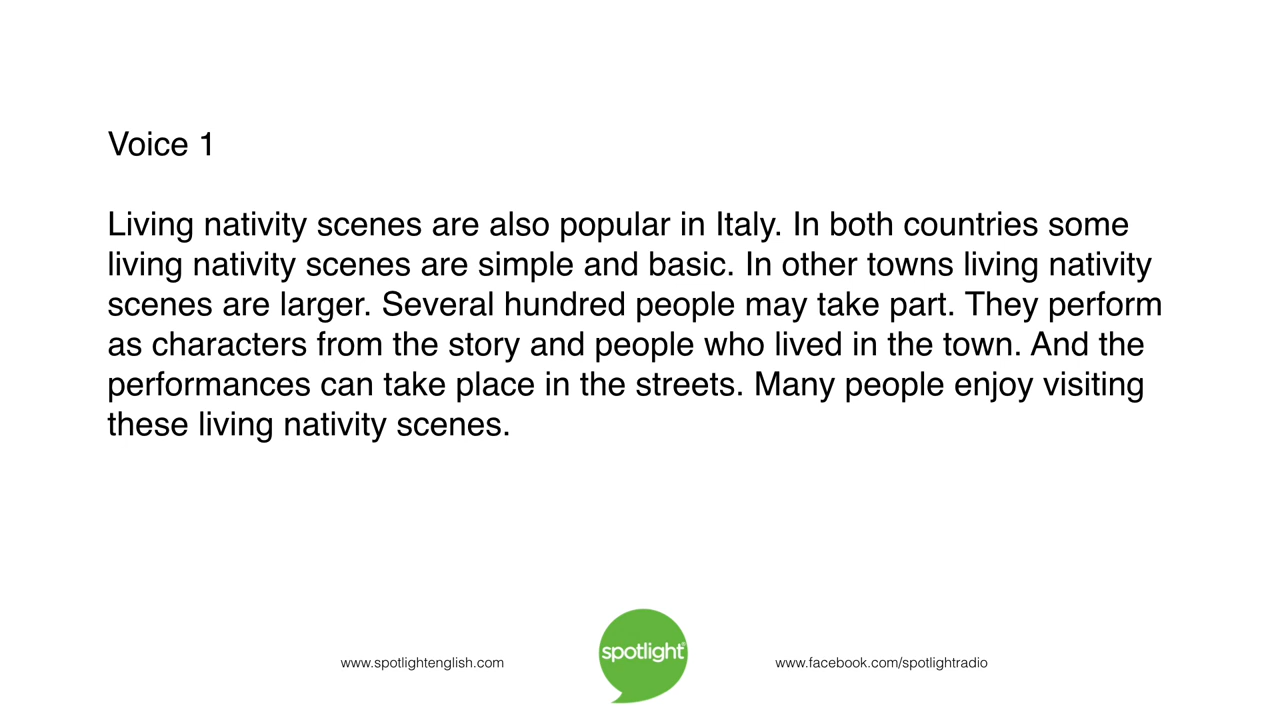 Voice 1
Living nativity scenes are also popular in Italy. In both countries some
living nativity scenes are simple and basic. In other towns living nativity
scenes are larger. Several hundred people may take part. They perform
as characters from the story and people who lived in the town. And the
performances can take place in the streets. Many people enjoy visiting
these living nativity scenes.
www.spotlightenglish.com
spotlight®
www.facebook.com/spotlightradio